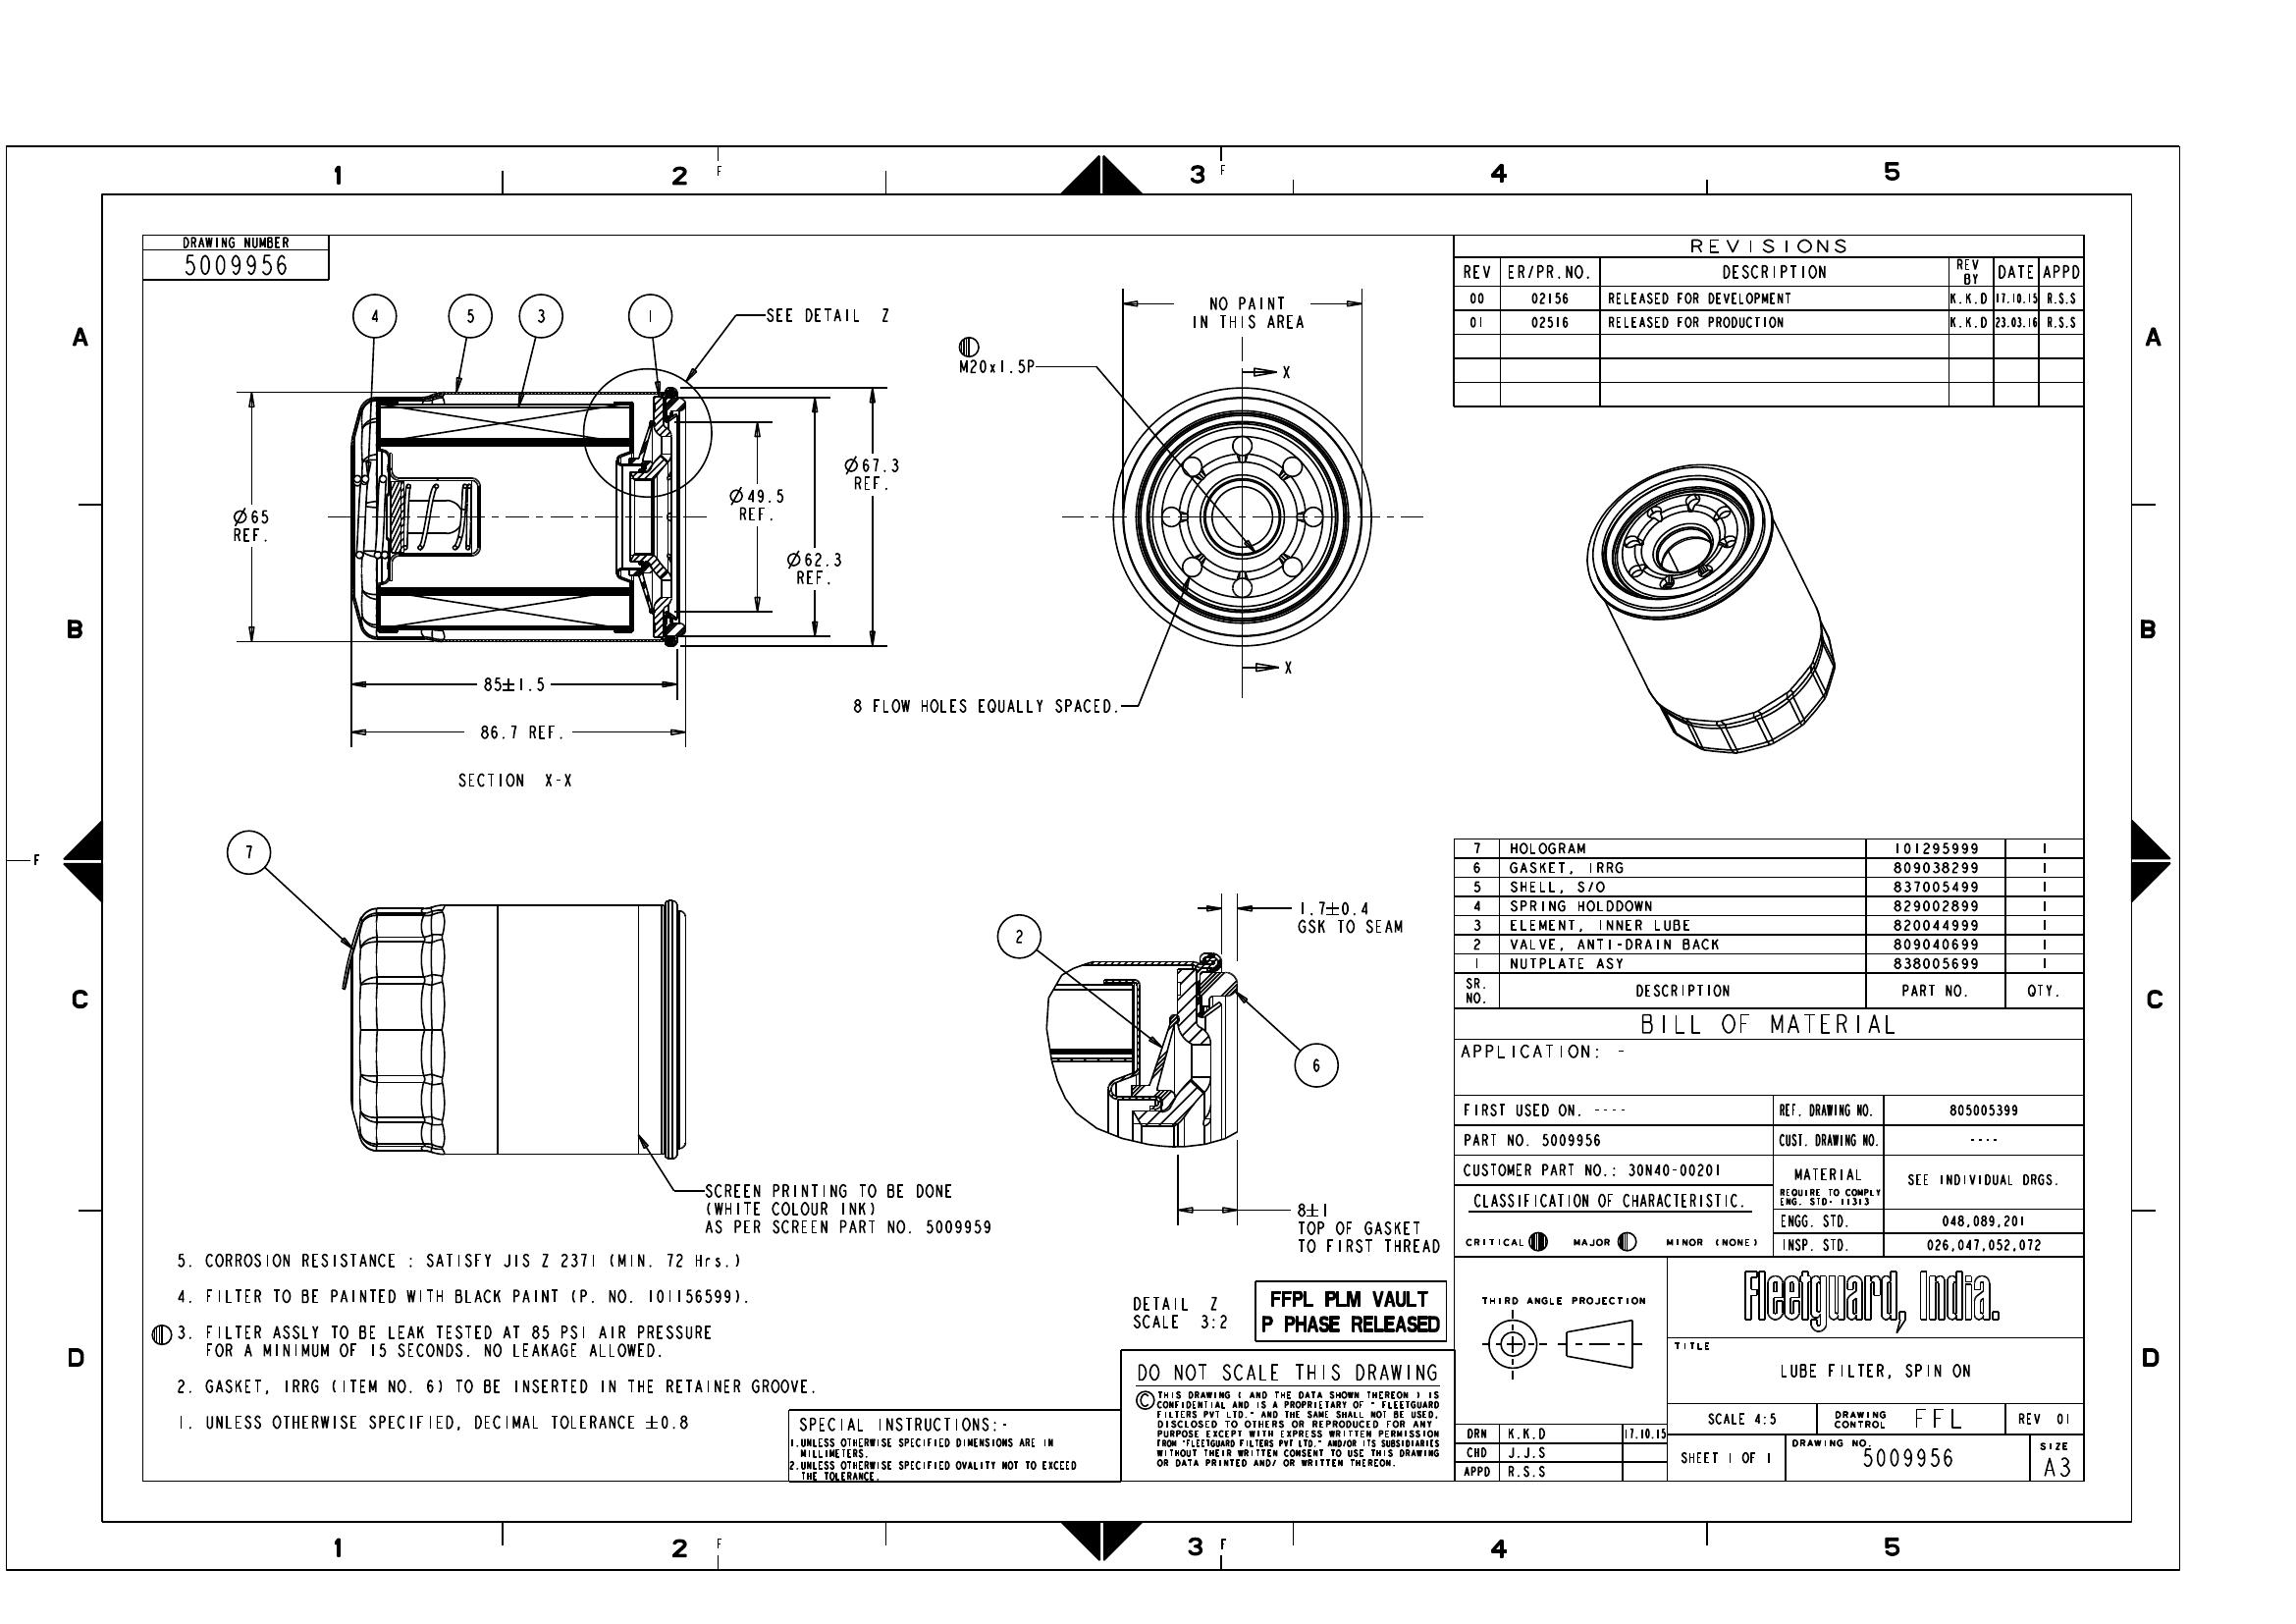 1
2
F
3
F
4
5
DRAWING NUMBER
5009956
REVISIONS
REV ER/PR.NO. DESCRIPTION REV BY DATE APPD
00 02156 RELEASED FOR DEVELOPMENT K.K.D 17.10.15 R.S.S
01 02516 RELEASED FOR PRODUCTION K.K.D 23.03.16 R.S.S
A
A
4
5
3
1
SEE DETAIL Z
NO PAINT
IN THIS AREA
M20x1.5P
X
Ø65
REF.
Ø49.5
REF.
Ø62.3
REF.
Ø67.3
REF.
85±1.5
86.7 REF.
SECTION X-X
X
8 FLOW HOLES EQUALLY SPACED.
B
B
F
7
SCREEN PRINTING TO BE DONE
(WHITE COLOUR INK)
AS PER SCREEN PART NO. 5009959
2
1.7±0.4
GSK TO SEAM
6
8±1
TOP OF GASKET
TO FIRST THREAD
DETAIL Z
SCALE 3:2
C
C
7 HOLOGRAM 101295999 1
6 GASKET, IRRG 809038299 1
5 SHELL, S/O 837005499 1
4 SPRING HOLDDOWN 829002899 1
3 ELEMENT, INNER LUBE 820044999 1
2 VALVE, ANTI-DRAIN BACK 809040699 1
1 NUTPLATE ASY 838005699 1
SR. NO. DESCRIPTION PART NO. QTY.
BILL OF MATERIAL
APPLICATION: -
FIRST USED ON. ----
REF. DRAWING NO. 805005399
PART NO. 5009956
CUST. DRAWING NO. ----
CUSTOMER PART NO.: 30N40-00201
MATERIAL
REQUIRE TO COMPLY
ENG. STD. 11313
SEE INDIVIDUAL DRGS.
CLASSIFICATION OF CHARACTERISTIC.
CRITICAL MAJOR MINOR (NONE)
ENGG. STD. 048,089,201
INSP. STD. 026,047,052,072
5. CORROSION RESISTANCE : SATISFY JIS Z 2371 (MIN. 72 Hrs.)
4. FILTER TO BE PAINTED WITH BLACK PAINT (P. NO. 101156599).
3. FILTER ASSLY TO BE LEAK TESTED AT 85 PSI AIR PRESSURE
FOR A MINIMUM OF 15 SECONDS. NO LEAKAGE ALLOWED.
2. GASKET, IRRG (ITEM NO. 6) TO BE INSERTED IN THE RETAINER GROOVE.
1. UNLESS OTHERWISE SPECIFIED, DECIMAL TOLERANCE ±0.8
D
D
SPECIAL INSTRUCTIONS:-
1.UNLESS OTHERWISE SPECIFIED DIMENSIONS ARE IN
MILLIMETERS.
2.UNLESS OTHERWISE SPECIFIED OVALITY NOT TO EXCEED
THE TOLERANCE.
FFPL PLM VAULT
P PHASE RELEASED
DO NOT SCALE THIS DRAWING
© THIS DRAWING ( AND THE DATA SHOWN THEREON ) IS
CONFIDENTIAL AND IS A PROPRIETARY OF " FLEETGUARD
FILTERS PVT LTD." AND THE SAME SHALL NOT BE USED,
DISCLOSED TO OTHERS OR REPRODUCED FOR ANY
PURPOSE EXCEPT WITH EXPRESS WRITTEN PERMISSION
FROM "FLEETGUARD FILTERS PVT LTD." AND/OR ITS SUBSIDIARIES
WITHOUT THEIR WRITTEN CONSENT TO USE THIS DRAWING
OR DATA PRINTED AND/ OR WRITTEN THEREON.
THIRD ANGLE PROJECTION
Fleetguard, India.
TITLE
LUBE FILTER, SPIN ON
SCALE 4:5 DRAWING CONTROL FFL REV 01
DRN K.K.D 17.10.15
CHD J.J.S
APPD R.S.S
SHEET 1 OF 1
DRAWING NO.
5009956
SIZE
A3
1
2
F
3
F
4
5